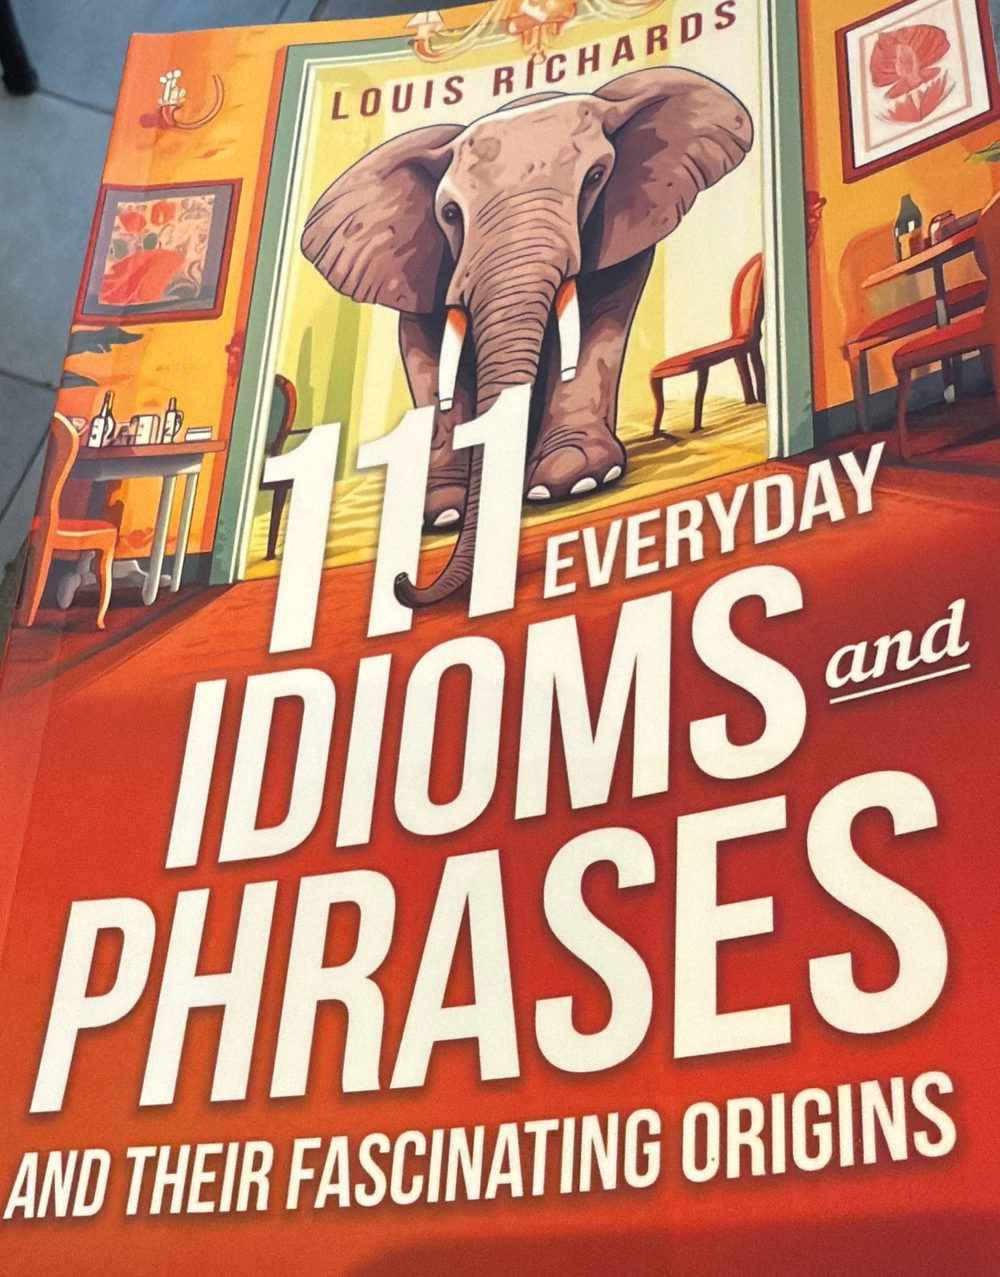 LOUIS RICHARDS
111 EVERYDAY
IDIOMS and
PHRASES
AND THEIR FASCINATING ORIGINS